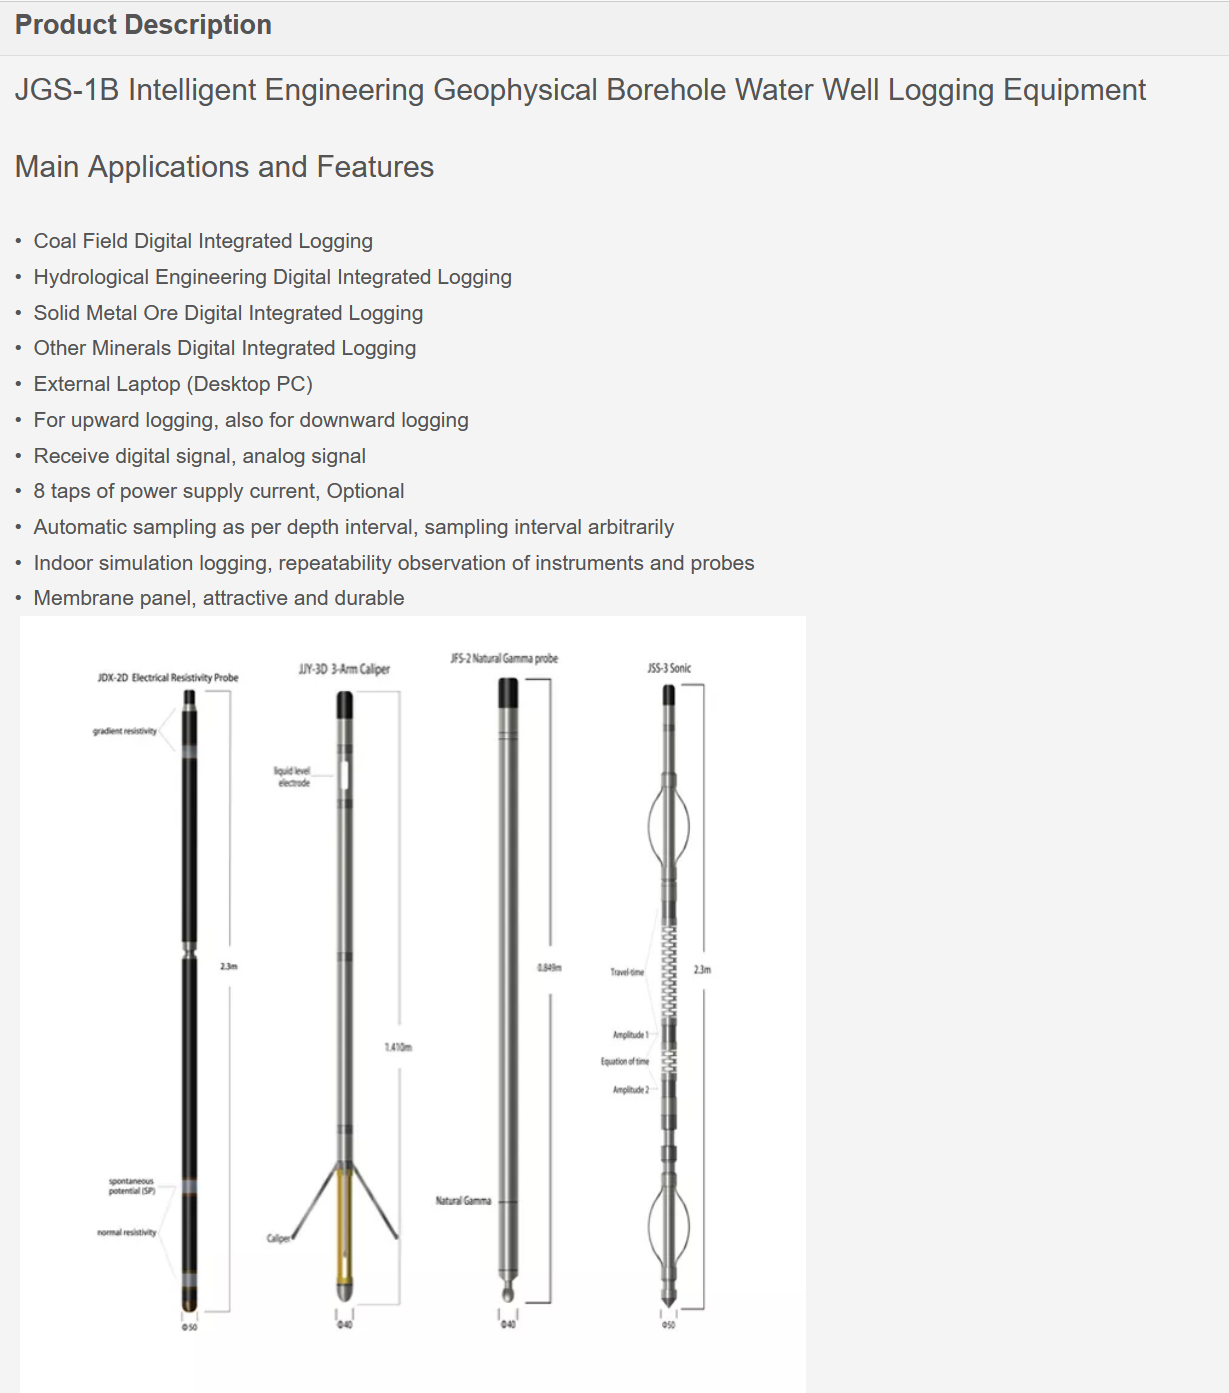 Product Description
JGS-1B Intelligent Engineering Geophysical Borehole Water Well Logging Equipment
Main Applications and Features
• Coal Field Digital Integrated Logging
• Hydrological Engineering Digital Integrated Logging
• Solid Metal Ore Digital Integrated Logging
• Other Minerals Digital Integrated Logging
• External Laptop (Desktop PC)
• For upward logging, also for downward logging
• Receive digital signal, analog signal
• 8 taps of power supply current, Optional
• Automatic sampling as per depth interval, sampling interval arbitrarily
• Indoor simulation logging, repeatability observation of instruments and probes
• Membrane panel, attractive and durable
JDX-2D Electrical Resistivity Probe
gradient resistivity
2.3m
spontaneous
potential (SP)
normal resistivity
Φ50
JJY-3D 3-Arm Caliper
liquid level
electrode
1.410m
Caliper
Φ40
JFS-2 Natural Gamma probe
0.849m
Natural Gamma
Φ40
JSS-3 Sonic
Travel-time
2.3m
Amplitude 1
Equation of time
Amplitude 2
Φ50